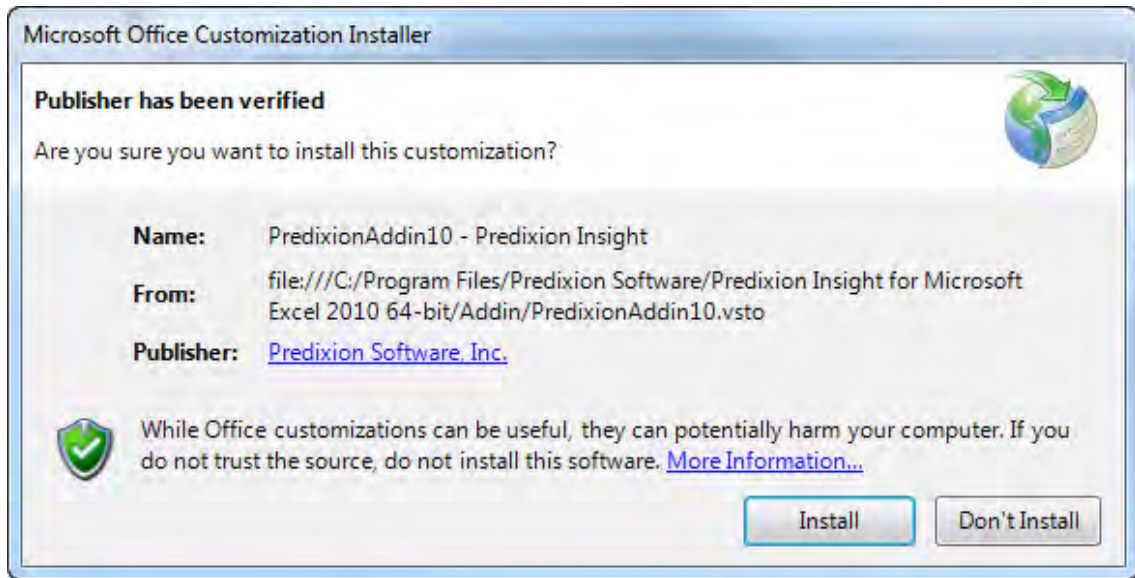 Microsoft Office Customization Installer
Publisher has been verified
Are you sure you want to install this customization?
Name: PredixionAddin10 - Predixion Insight
From: file:///C:/Program Files/Predixion Software/Predixion Insight for Microsoft
Excel 2010 64-bit/Addin/PredixionAddin10.vsto
Publisher: Predixion Software, Inc.
While Office customizations can be useful, they can potentially harm your computer. If you
do not trust the source, do not install this software. More Information...
Install Don't Install